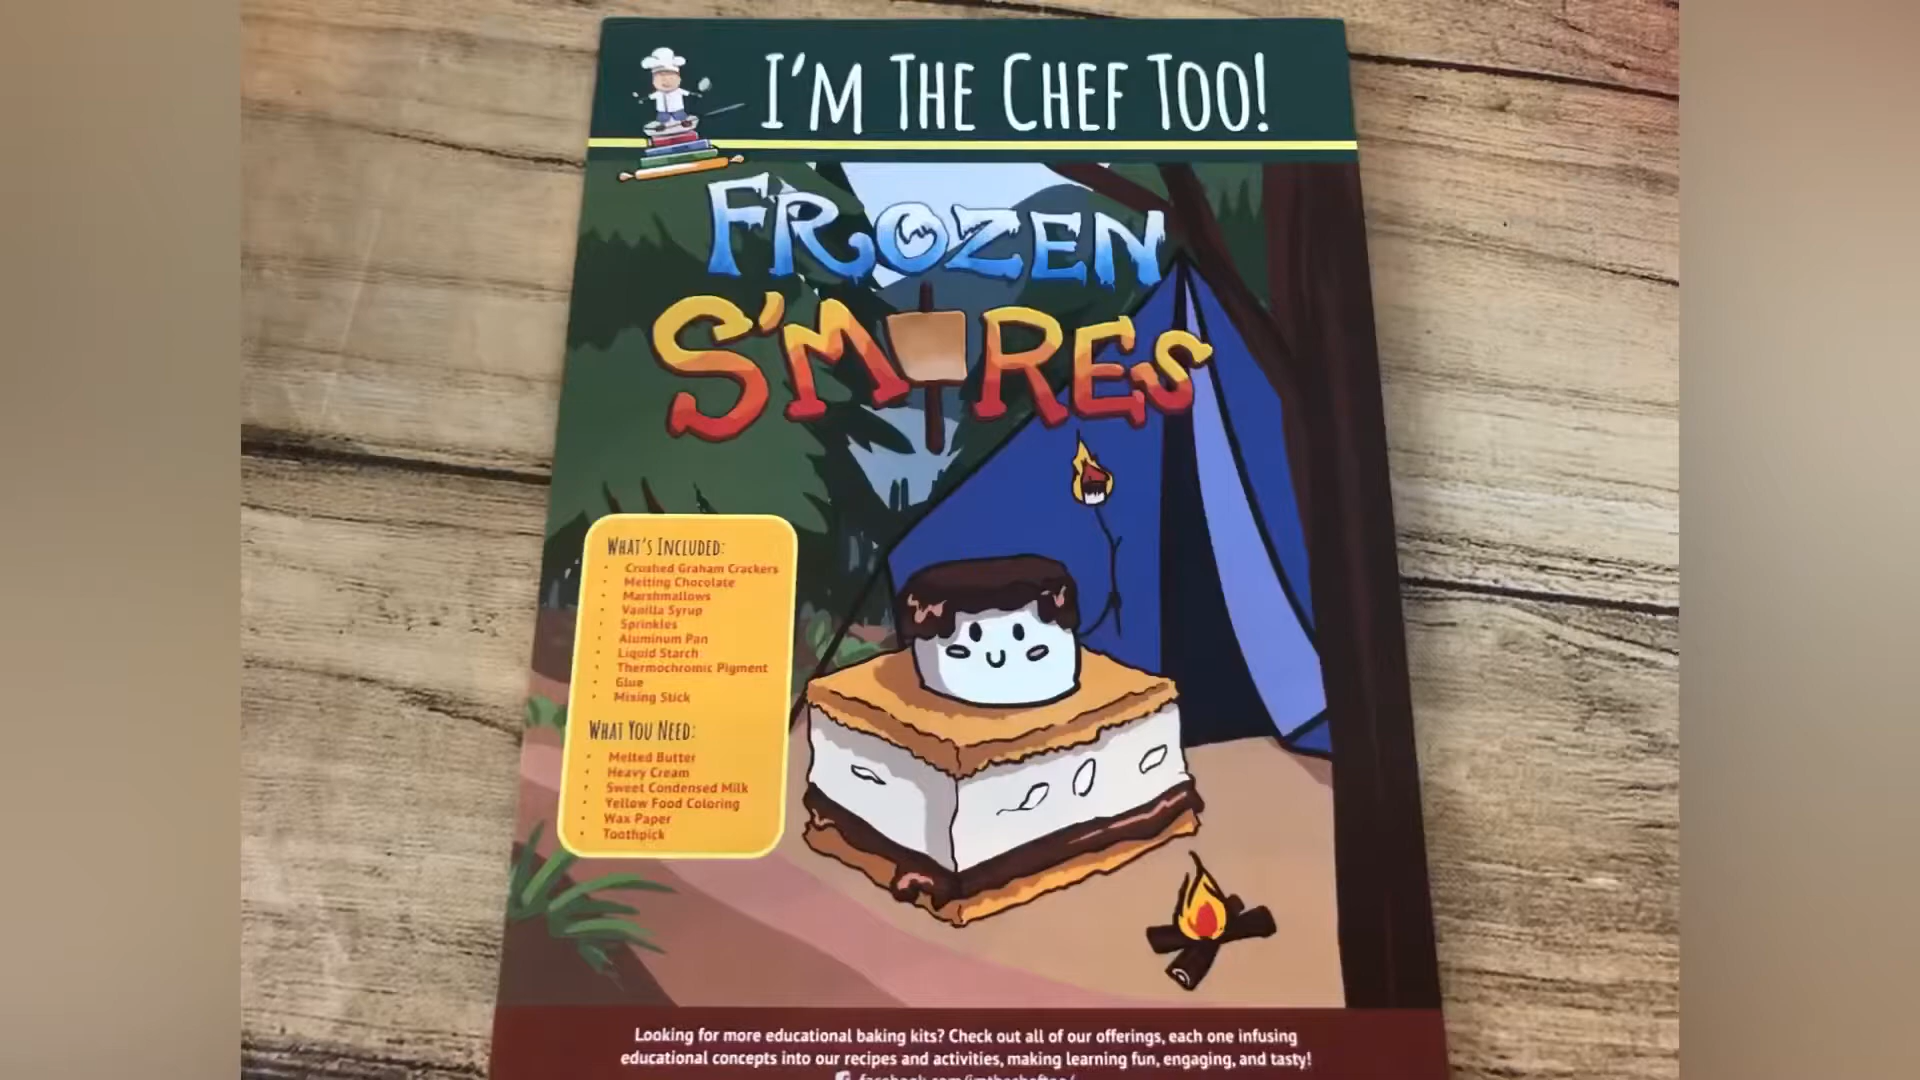 I'M THE CHEF TOO!
FROZEN
S'MORES
WHAT'S INCLUDED:
• Crushed Graham Crackers
• Melting Chocolate
• Marshmallows
• Vanilla Syrup
• Sprinkles
• Aluminum Pan
• Liquid Starch
• Thermochromic Pigment
• Glue
• Mixing Stick
WHAT YOU NEED:
• Melted Butter
• Heavy Cream
• Sweet Condensed Milk
• Yellow Food Coloring
• Wax Paper
• Toothpick
Looking for more educational baking kits? Check out all of our offerings, each one infusing
educational concepts into our recipes and activities, making learning fun, engaging, and tasty!